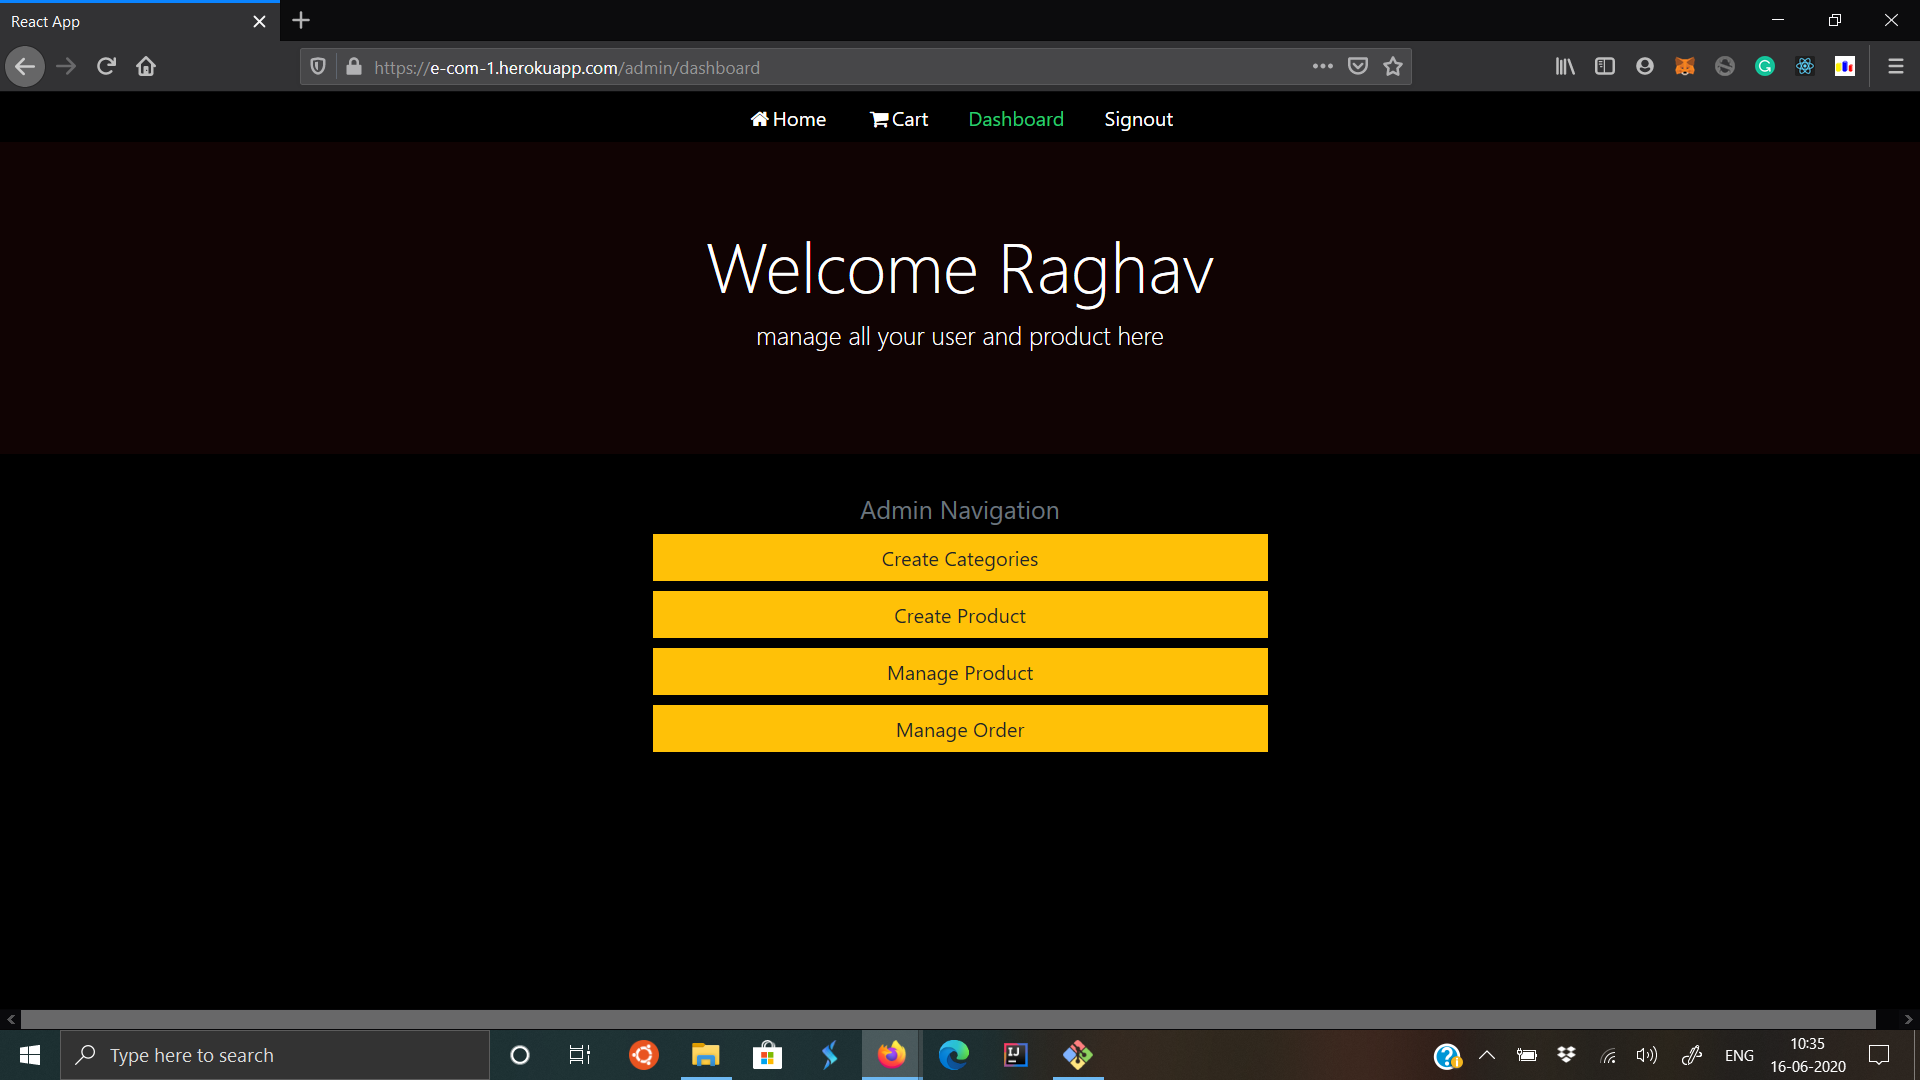 React App
https://e-com-1.herokuapp.com/admin/dashboard
Home Cart Dashboard Signout
Welcome Raghav
manage all your user and product here
Admin Navigation
Create Categories
Create Product
Manage Product
Manage Order
Type here to search
ENG
10:35
16-06-2020